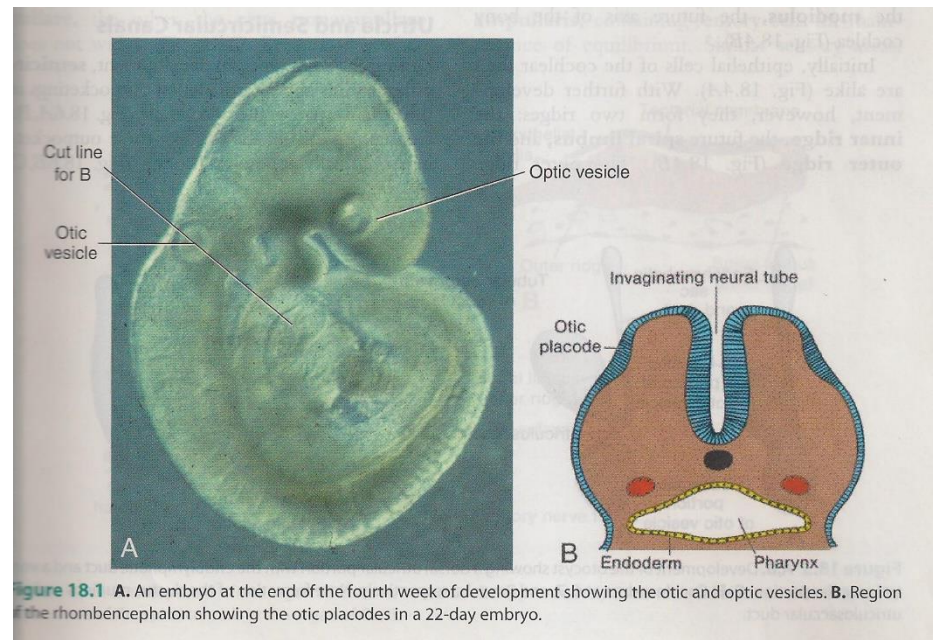 Cut line
for B
Otic
vesicle
Optic vesicle
A
Invaginating neural tube
Otic
placode
B
Endoderm
Pharynx
Figure 18.1 A. An embryo at the end of the fourth week of development showing the otic and optic vesicles. B. Region
of the rhombencephalon showing the otic placodes in a 22-day embryo.